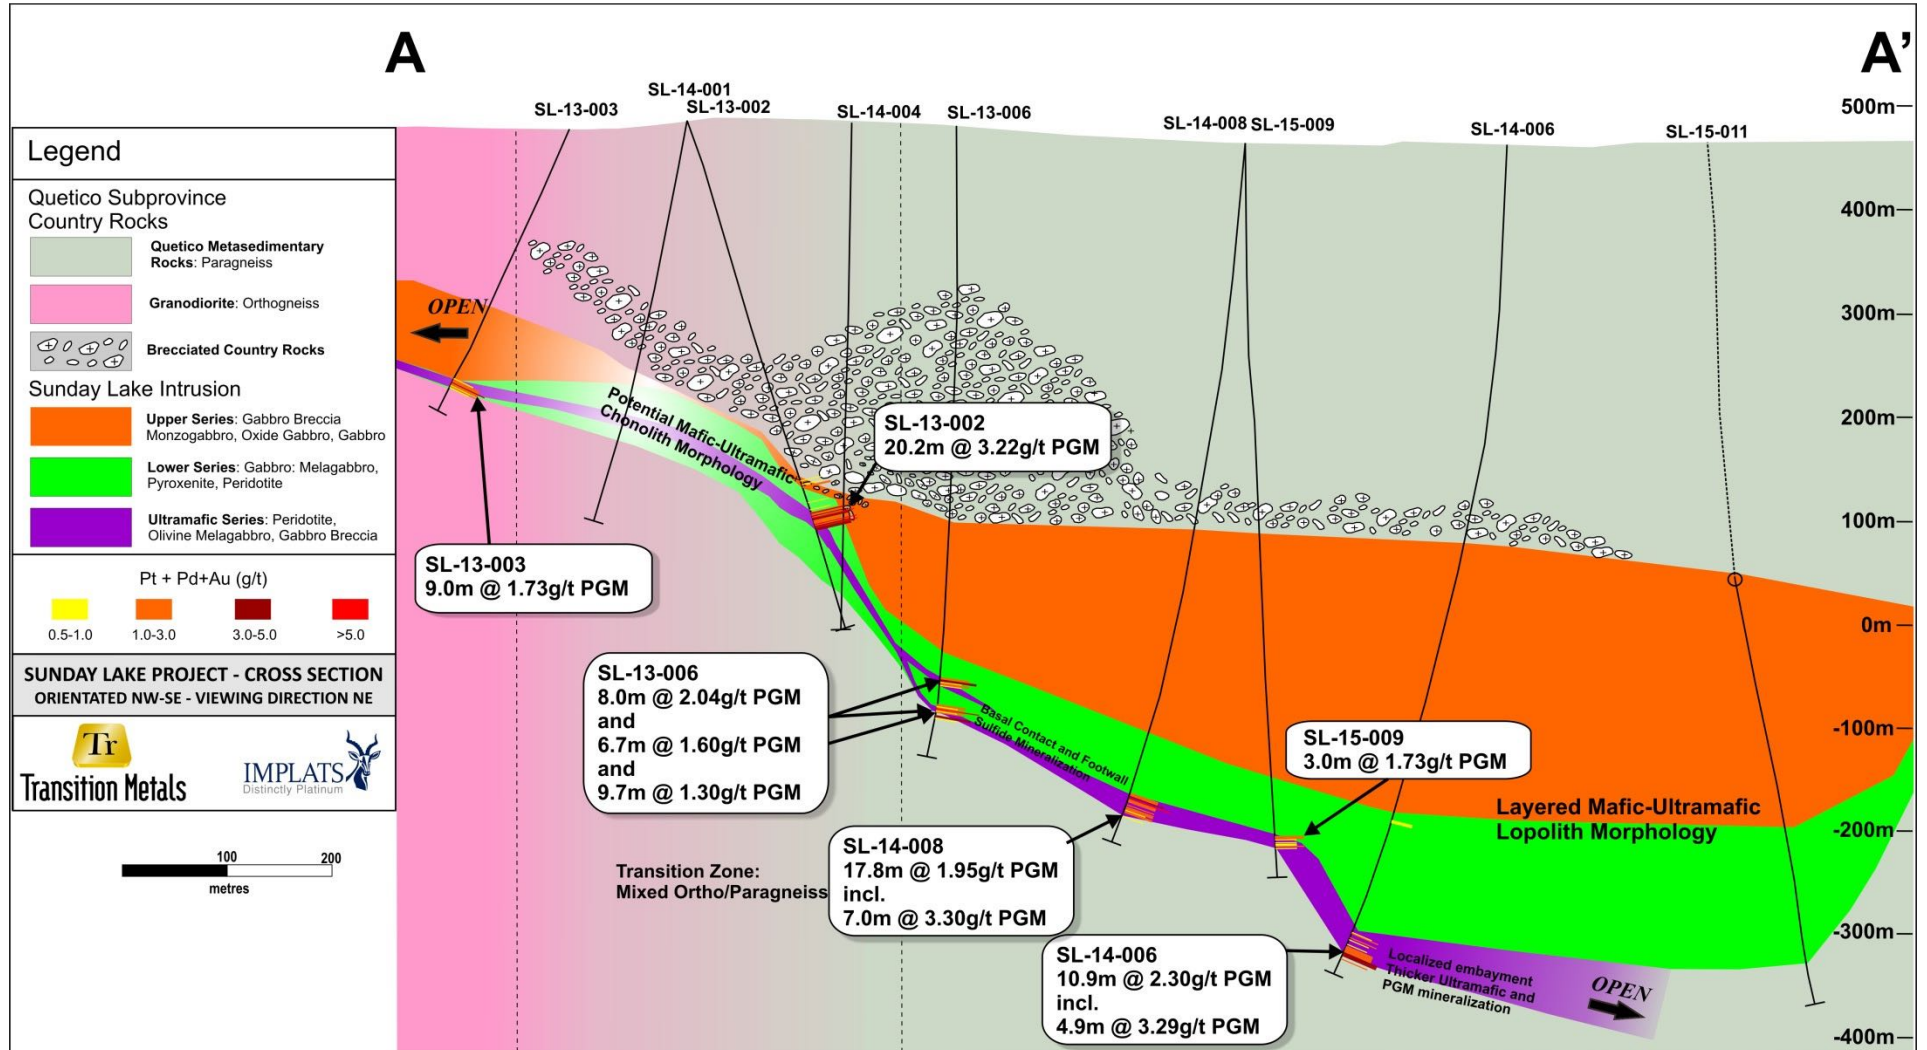 A
A'
SL-13-003
SL-14-001
SL-13-002
SL-14-004
SL-13-006
SL-14-008
SL-15-009
SL-14-006
SL-15-011
500m
400m
300m
200m
100m
0m
-100m
-200m
-300m
-400m
Legend
Quetico Subprovince
Country Rocks
Quetico Metasedimentary
Rocks: Paragneiss
Granodiorite: Orthogneiss
Brecciated Country Rocks
Sunday Lake Intrusion
Upper Series: Gabbro Breccia
Monzogabbro, Oxide Gabbro, Gabbro
Lower Series: Gabbro: Melagabbro,
Pyroxenite, Peridotite
Ultramafic Series: Peridotite,
Olivine Melagabbro, Gabbro Breccia
Pt + Pd+Au (g/t)
0.5-1.0
1.0-3.0
3.0-5.0
>5.0
SUNDAY LAKE PROJECT - CROSS SECTION
ORIENTATED NW-SE - VIEWING DIRECTION NE
Tr
Transition Metals
IMPLATS
Distinctly Platinum
100
200
metres
OPEN
Potential Mafic-Ultramafic
Chonolith Morphology
SL-13-002
20.2m @ 3.22g/t PGM
SL-13-003
9.0m @ 1.73g/t PGM
SL-13-006
8.0m @ 2.04g/t PGM
and
6.7m @ 1.60g/t PGM
and
9.7m @ 1.30g/t PGM
Basal Contact and Footwall
Sulfide Mineralization
SL-15-009
3.0m @ 1.73g/t PGM
Layered Mafic-Ultramafic
Lopolith Morphology
Transition Zone:
Mixed Ortho/Paragneiss
SL-14-008
17.8m @ 1.95g/t PGM
incl.
7.0m @ 3.30g/t PGM
SL-14-006
10.9m @ 2.30g/t PGM
incl.
4.9m @ 3.29g/t PGM
Localized embayment
Thicker Ultramafic and
PGM mineralization
OPEN